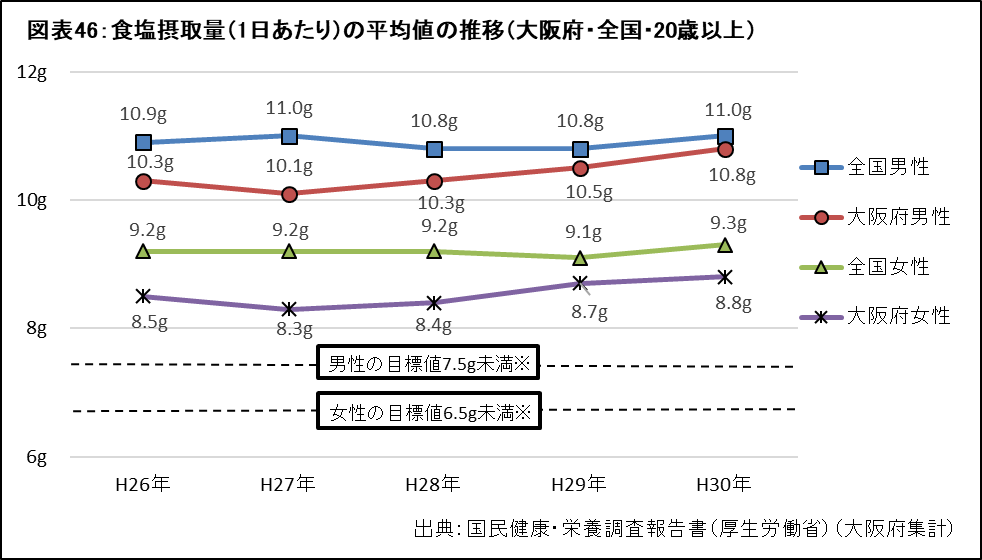 図表46：食塩摂取量（1日あたり）の平均値の推移（大阪府・全国・20歳以上）
12g
10.9g 11.0g 10.8g 10.8g 11.0g
10.3g 10.1g 10.3g 10.5g 10.8g
10g
9.2g 9.2g 9.2g 9.1g 9.3g
8.5g 8.3g 8.4g 8.7g 8.8g
8g
男性の目標値7.5g未満※
女性の目標値6.5g未満※
6g
H26年 H27年 H28年 H29年 H30年
全国男性
大阪府男性
全国女性
大阪府女性
出典：国民健康・栄養調査報告書（厚生労働省）（大阪府集計）